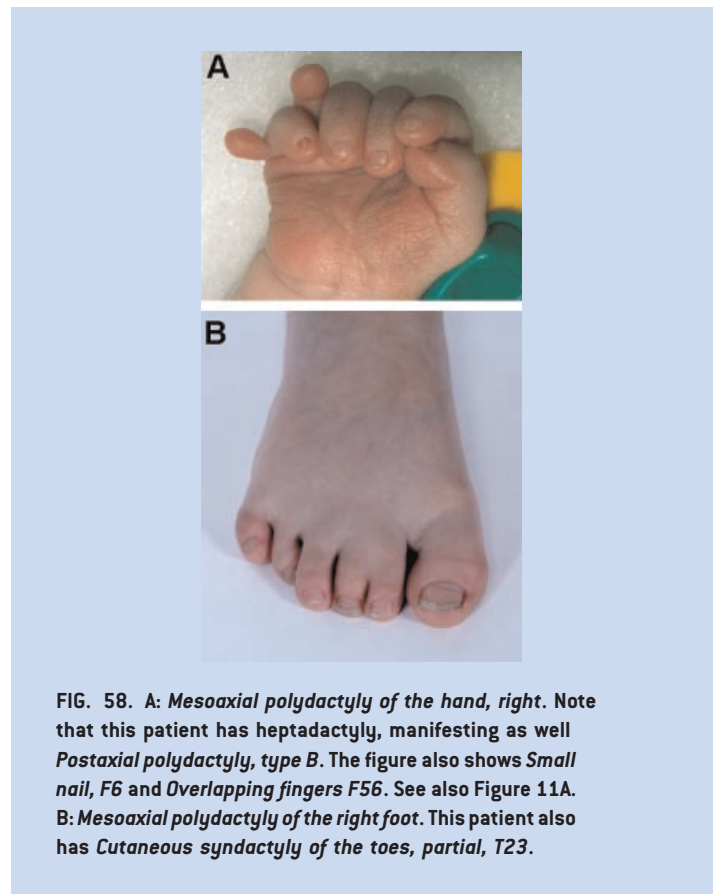 A
B
FIG. 58. A: Mesoaxial polydactyly of the hand, right. Note
that this patient has heptadactyly, manifesting as well
Postaxial polydactyly, type B. The figure also shows Small
nail, F6 and Overlapping fingers F56. See also Figure 11A.
B: Mesoaxial polydactyly of the right foot. This patient also
has Cutaneous syndactyly of the toes, partial, T23.